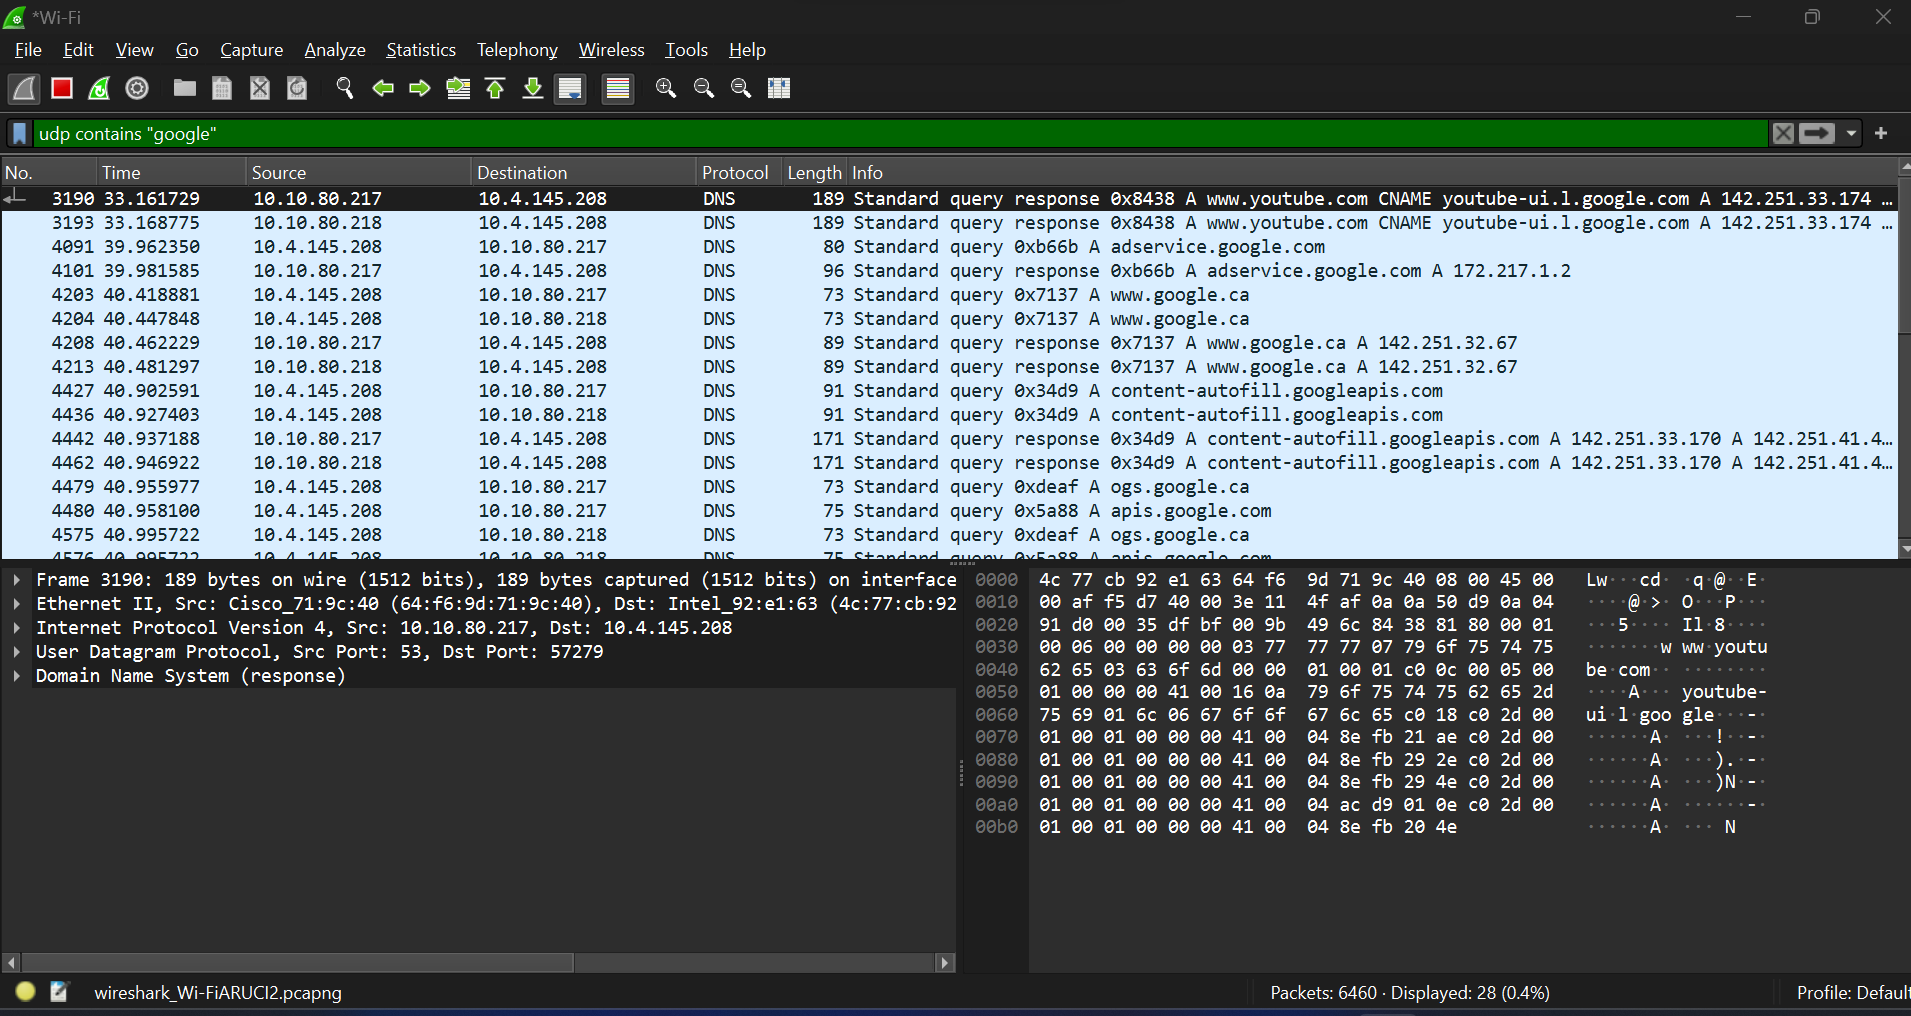 *Wi-Fi
File Edit View Go Capture Analyze Statistics Telephony Wireless Tools Help
udp contains "google"
No. Time Source Destination Protocol Length Info
3190 33.161729 10.10.80.217 10.4.145.208 DNS 189 Standard query response 0x8438 A www.youtube.com CNAME youtube-ui.l.google.com A 142.251.33.174 …
3193 33.168775 10.10.80.218 10.4.145.208 DNS 189 Standard query response 0x8438 A www.youtube.com CNAME youtube-ui.l.google.com A 142.251.33.174 …
4091 39.962350 10.4.145.208 10.10.80.217 DNS 80 Standard query 0xb66b A adservice.google.com
4101 39.981585 10.10.80.217 10.4.145.208 DNS 96 Standard query response 0xb66b A adservice.google.com A 172.217.1.2
4203 40.418881 10.4.145.208 10.10.80.217 DNS 73 Standard query 0x7137 A www.google.ca
4204 40.447848 10.4.145.208 10.10.80.218 DNS 73 Standard query 0x7137 A www.google.ca
4208 40.462229 10.10.80.217 10.4.145.208 DNS 89 Standard query response 0x7137 A www.google.ca A 142.251.32.67
4213 40.481297 10.10.80.218 10.4.145.208 DNS 89 Standard query response 0x7137 A www.google.ca A 142.251.32.67
4427 40.902591 10.4.145.208 10.10.80.217 DNS 91 Standard query 0x34d9 A content-autofill.googleapis.com
4436 40.927403 10.4.145.208 10.10.80.218 DNS 91 Standard query 0x34d9 A content-autofill.googleapis.com
4442 40.937188 10.10.80.217 10.4.145.208 DNS 171 Standard query response 0x34d9 A content-autofill.googleapis.com A 142.251.33.170 A 142.251.41.4…
4462 40.946922 10.10.80.218 10.4.145.208 DNS 171 Standard query response 0x34d9 A content-autofill.googleapis.com A 142.251.33.170 A 142.251.41.4…
4479 40.955977 10.4.145.208 10.10.80.217 DNS 73 Standard query 0xdeaf A ogs.google.ca
4480 40.958100 10.4.145.208 10.10.80.217 DNS 75 Standard query 0x5a88 A apis.google.com
4575 40.995722 10.4.145.208 10.10.80.218 DNS 73 Standard query 0xdeaf A ogs.google.ca
4576 40.995722 10.4.145.208 10.10.80.218 DNS 75 Standard query 0x5a88 A apis.google.com
Frame 3190: 189 bytes on wire (1512 bits), 189 bytes captured (1512 bits) on interface
Ethernet II, Src: Cisco_71:9c:40 (64:f6:9d:71:9c:40), Dst: Intel_92:e1:63 (4c:77:cb:92
Internet Protocol Version 4, Src: 10.10.80.217, Dst: 10.4.145.208
User Datagram Protocol, Src Port: 53, Dst Port: 57279
Domain Name System (response)
0000 4c 77 cb 92 e1 63 64 f6 9d 71 9c 40 08 00 45 00 Lw···cd· ·q·@··E·
0010 00 af f5 d7 40 00 3e 11 4f af 0a 0a 50 d9 0a 04 ····@·>· O···P···
0020 91 d0 00 35 df bf 00 9b 49 6c 84 38 81 80 00 01 ···5···· Il·8····
0030 00 06 00 00 00 00 03 77 77 77 07 79 6f 75 74 75 ·······w ww·youtu
0040 62 65 03 63 6f 6d 00 00 01 00 01 c0 0c 00 05 00 be·com·· ········
0050 01 00 00 00 41 00 16 0a 79 6f 75 74 75 62 65 2d ····A··· youtube-
0060 75 69 01 6c 06 67 6f 6f 67 6c 65 c0 18 c0 2d 00 ui·l·goo gle···-·
0070 01 00 01 00 00 00 41 00 04 8e fb 21 ae c0 2d 00 ······A· ···!··-·
0080 01 00 01 00 00 00 41 00 04 8e fb 29 2e c0 2d 00 ······A· ···).·-·
0090 01 00 01 00 00 00 41 00 04 8e fb 29 4e c0 2d 00 ······A· ···)N·-·
00a0 01 00 01 00 00 00 41 00 04 ac d9 01 0e c0 2d 00 ······A· ······-·
00b0 01 00 01 00 00 00 41 00 04 8e fb 20 4e ······A· ··· N
wireshark_Wi-FiARUCI2.pcapng Packets: 6460 · Displayed: 28 (0.4%) Profile: Default